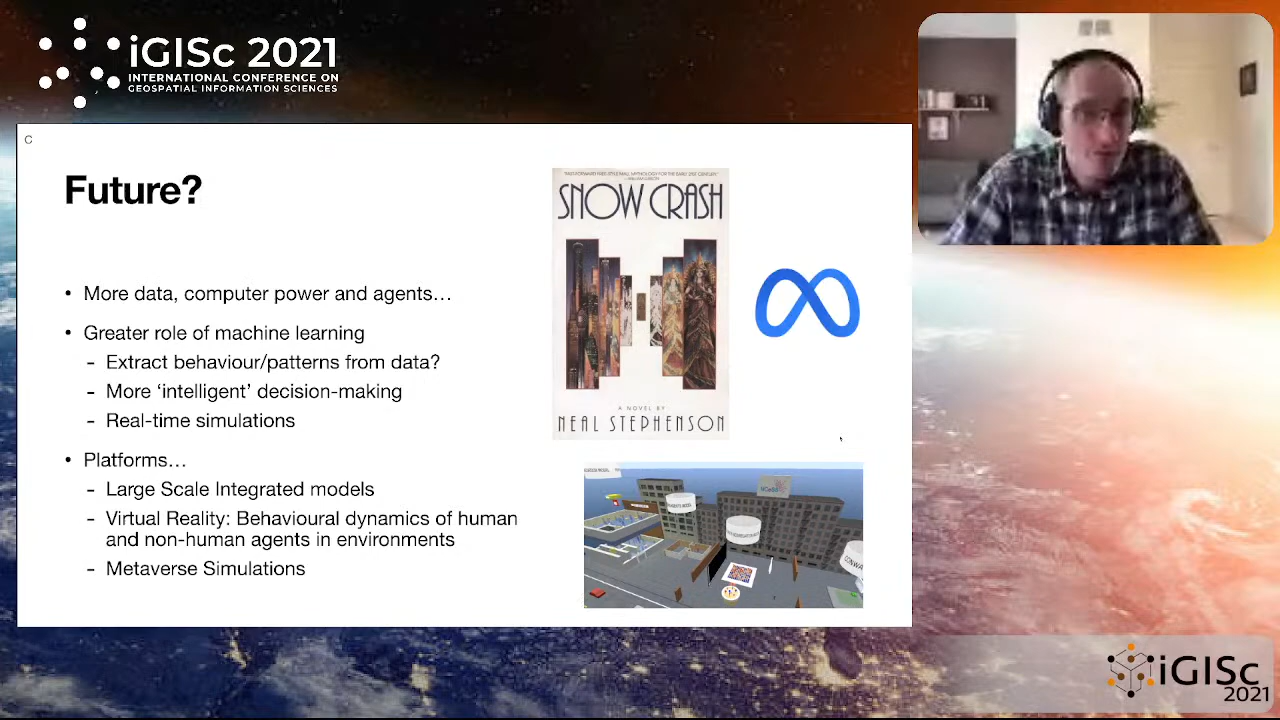 iGISc 2021
INTERNATIONAL CONFERENCE ON
GEOSPATIAL INFORMATION SCIENCES
C
Future?
• More data, computer power and agents…
• Greater role of machine learning
- Extract behaviour/patterns from data?
- More ‘intelligent’ decision-making
- Real-time simulations
• Platforms…
- Large Scale Integrated models
- Virtual Reality: Behavioural dynamics of human
and non-human agents in environments
- Metaverse Simulations
SNOW CRASH
A NOVEL BY
NEAL STEPHENSON
NCeSS
iGISc
2021